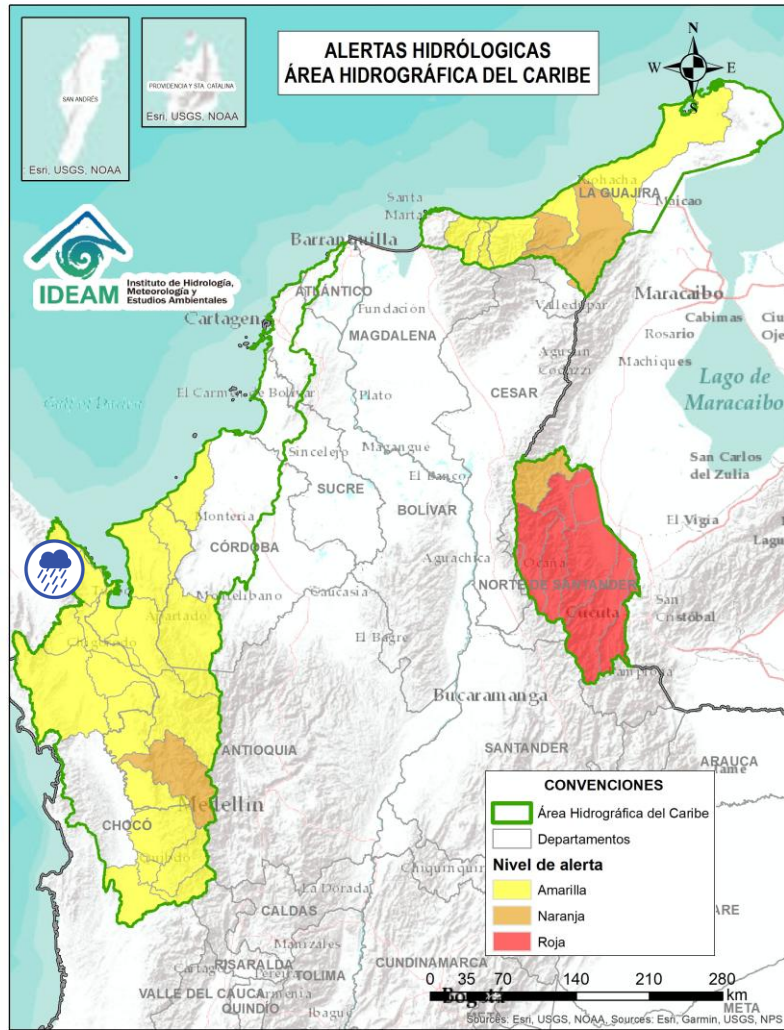 ALERTAS HIDRÓLOGICAS
ÁREA HIDROGRÁFICA DEL CARIBE
N
W
E
S
SAN ANDRÉS
PROVIDENCIA Y STA. CATALINA
Esri, USGS, NOAA
Esri, USGS, NOAA
IDEAM
Instituto de Hidrología,
Meteorología y
Estudios Ambientales
Santa
Marta
Barranquilla
ATLÁNTICO
Cartagena
Fundación
MAGDALENA
LA GUAJIRA
Maicao
Valledupar
Maracaibo
Cabimas
Rosario
Machiques
Agustín
Codazzi
CESAR
Lago de
Maracaibo
San Carlos
del Zulia
El Vigía
El Carmen de Bolívar
Plato
Sincelejo
Magangue
El Banco
SUCRE
BOLÍVAR
Montería
CÓRDOBA
Montelíbano
Caucasia
Aguachica
Ocaña
NORTE DE SANTANDER
Cúcuta
San
Cristóbal
El Bagre
Apartado
Bucaramanga
SANTANDER
ARAUCA
ANTIOQUIA
Medellín
CHOCÓ
Quibdó
La Dorada
CALDAS
Manizales
RISARALDA
TOLIMA
CUNDINAMARCA
VALLE DEL CAUCA
Armenia
QUINDÍO
Ibagué
Bogotá
META
META
CONVENCIONES
Área Hidrográfica del Caribe
Departamentos
Nivel de alerta
Amarilla
Naranja
Roja
0 35 70 140 210 280
km
Sources: Esri, USGS, NOAA, Sources: Esri, Garmin, USGS, NPS